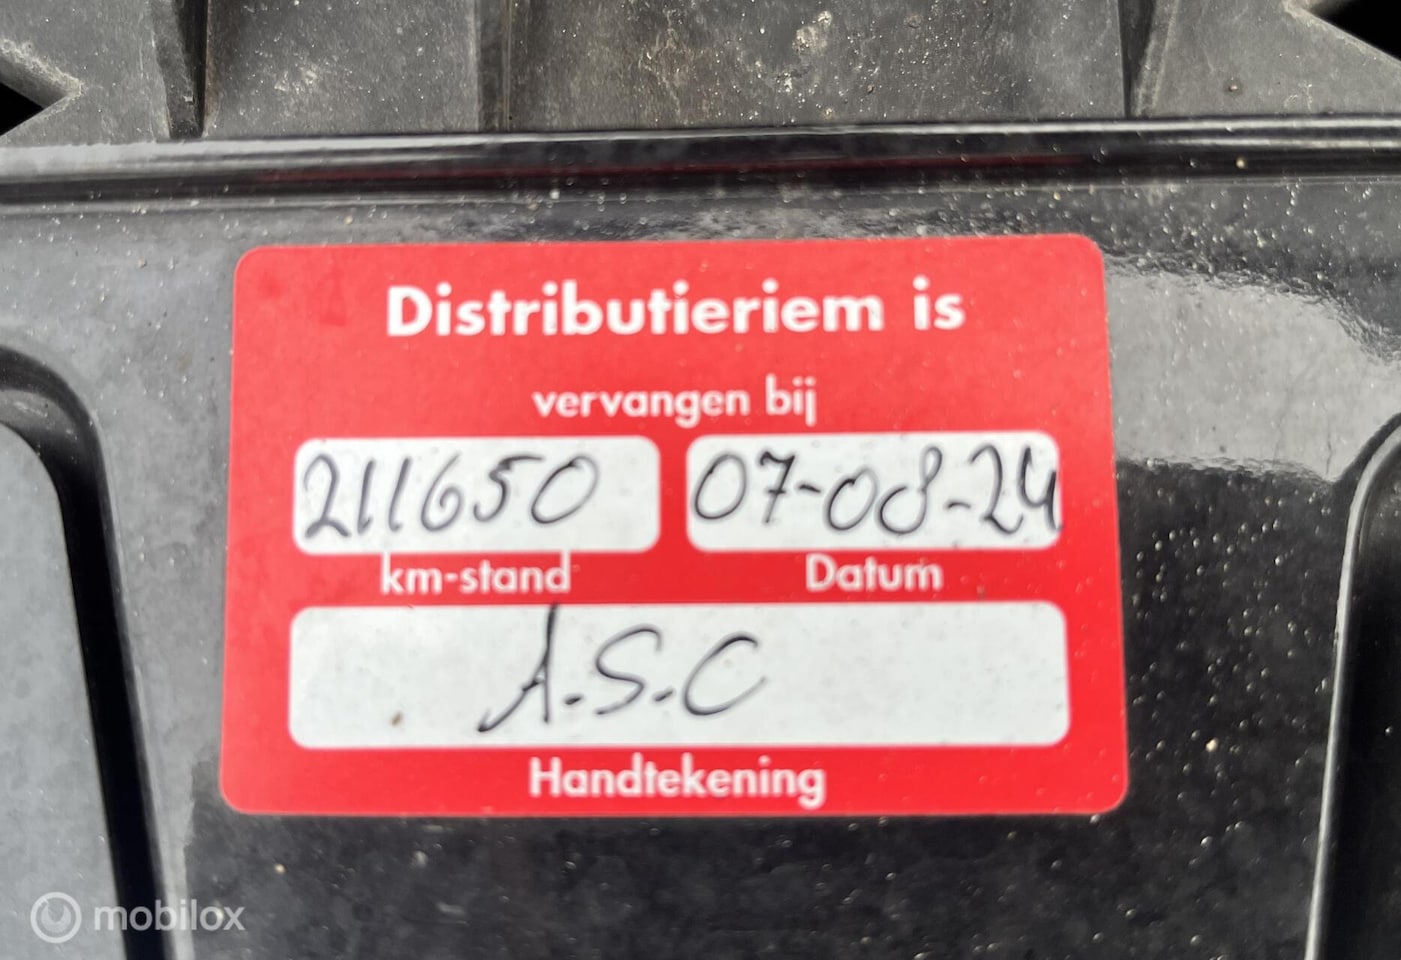 Distributieriem is
vervangen bij
211650 07-08-24
km-stand Datum
A.S.C
Handtekening
mobilox